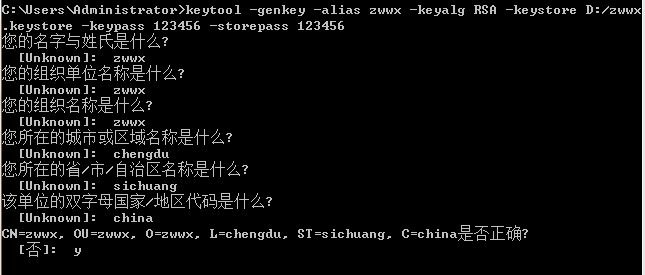 C:\Users\Administrator>keytool -genkey -alias zwwx -keyalg RSA -keystore D:/zwwx
.keystore -keypass 123456 -storepass 123456
您的名字与姓氏是什么?
[Unknown]: zwwx
您的组织单位名称是什么?
[Unknown]: zwwx
您的组织名称是什么?
[Unknown]: zwwx
您所在的城市或区域名称是什么?
[Unknown]: chengdu
您所在的省/市/自治区名称是什么?
[Unknown]: sichuang
该单位的双字母国家/地区代码是什么?
[Unknown]: china
CN=zwwx, OU=zwwx, O=zwwx, L=chengdu, ST=sichuang, C=china是否正确?
[否]: y